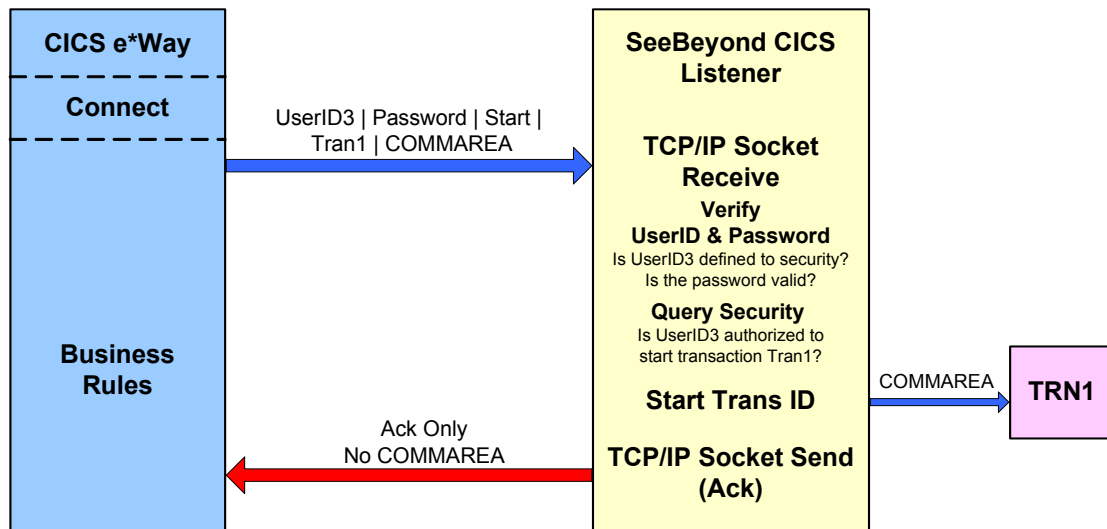 CICS e*Way
Connect
Business
Rules
UserID3 | Password | Start |
Tran1 | COMMAREA
Ack Only
No COMMAREA
SeeBeyond CICS
Listener
TCP/IP Socket
Receive
Verify
UserID & Password
Is UserID3 defined to security?
Is the password valid?
Query Security
Is UserID3 authorized to
start transaction Tran1?
Start Trans ID
TCP/IP Socket Send
(Ack)
COMMAREA
TRN1